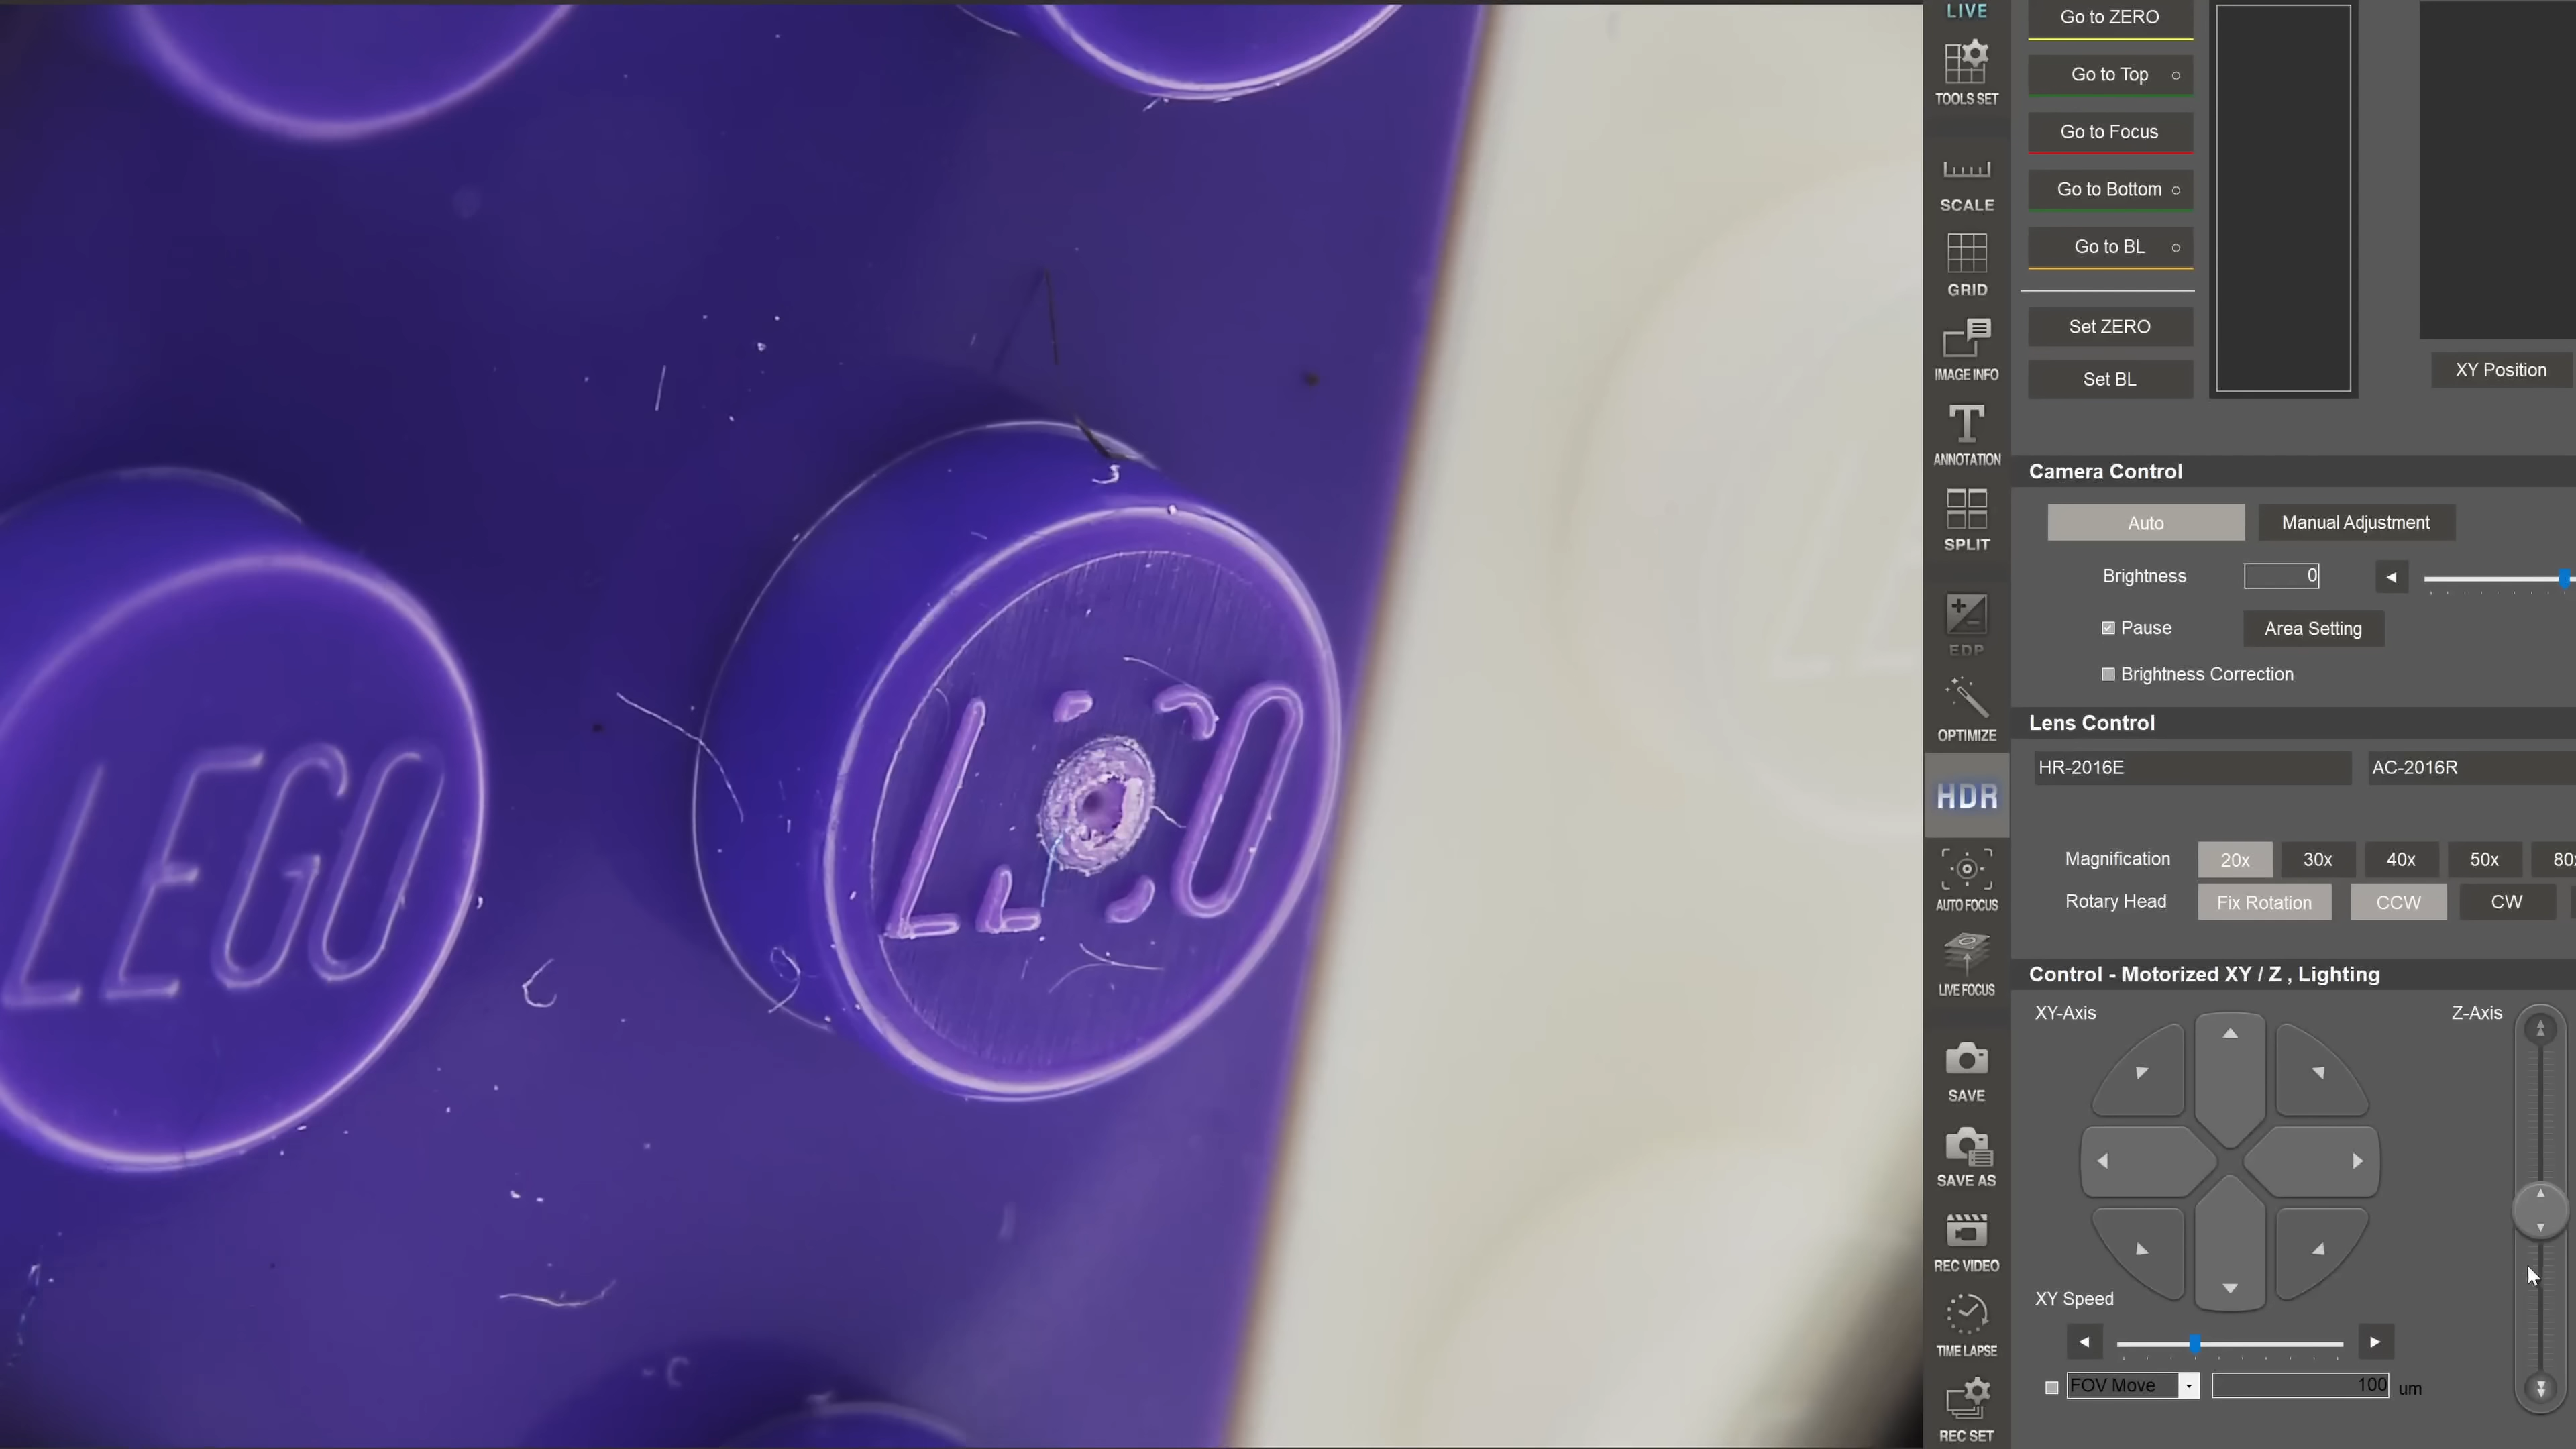 LEGO
L
O
LIVE
TOOLS SET
SCALE
GRID
IMAGE INFO
ANNOTATION
SPLIT
EDP
OPTIMIZE
HDR
AUTO FOCUS
LIVE FOCUS
SAVE
SAVE AS
REC VIDEO
TIME LAPSE
REC SET
Go to ZERO
Go to Top
Go to Focus
Go to Bottom
Go to BL
Set ZERO
Set BL
XY Position
Camera Control
Auto Manual Adjustment
Brightness 0
Pause Area Setting
Brightness Correction
Lens Control
HR-2016E AC-2016R
Magnification 20x 30x 40x 50x
Rotary Head Fix Rotation CCW CW
Control - Motorized XY / Z , Lighting
XY-Axis Z-Axis
XY Speed
FOV Move 100 um